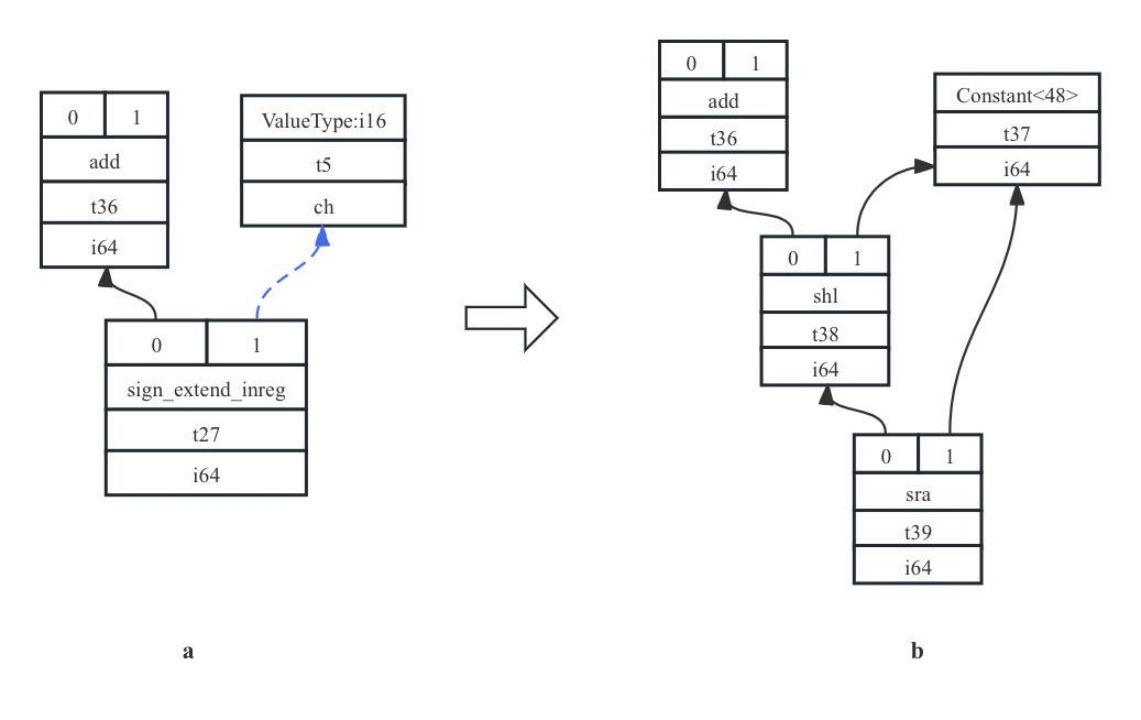 0 1
add
t36
i64
ValueType:i16
t5
ch
0 1
sign_extend_inreg
t27
i64
a
0 1
add
t36
i64
Constant<48>
t37
i64
0 1
shl
t38
i64
0 1
sra
t39
i64
b